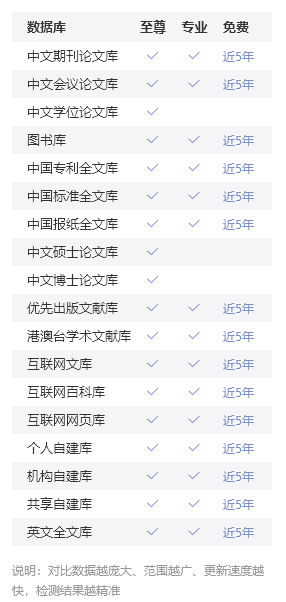 数据库 至尊 专业 免费
中文期刊论文库 ✓ ✓ 近5年
中文会议论文库 ✓ ✓ 近5年
中文学位论文库 ✓
图书库 ✓ ✓ 近5年
中国专利全文库 ✓ ✓ 近5年
中国标准全文库 ✓ ✓ 近5年
中国报纸全文库 ✓ ✓ 近5年
中文硕士论文库 ✓
中文博士论文库 ✓
优先出版文献库 ✓ ✓ 近5年
港澳台学术文献库 ✓ ✓ 近5年
互联网文库 ✓ ✓ 近5年
互联网百科库 ✓ ✓ 近5年
互联网网页库 ✓ ✓ 近5年
个人自建库 ✓ ✓ 近5年
机构自建库 ✓ ✓ 近5年
共享自建库 ✓ ✓ 近5年
英文全文库 ✓ ✓ 近5年
说明：对比数据越庞大、范围越广、更新速度越
快，检测结果越精准